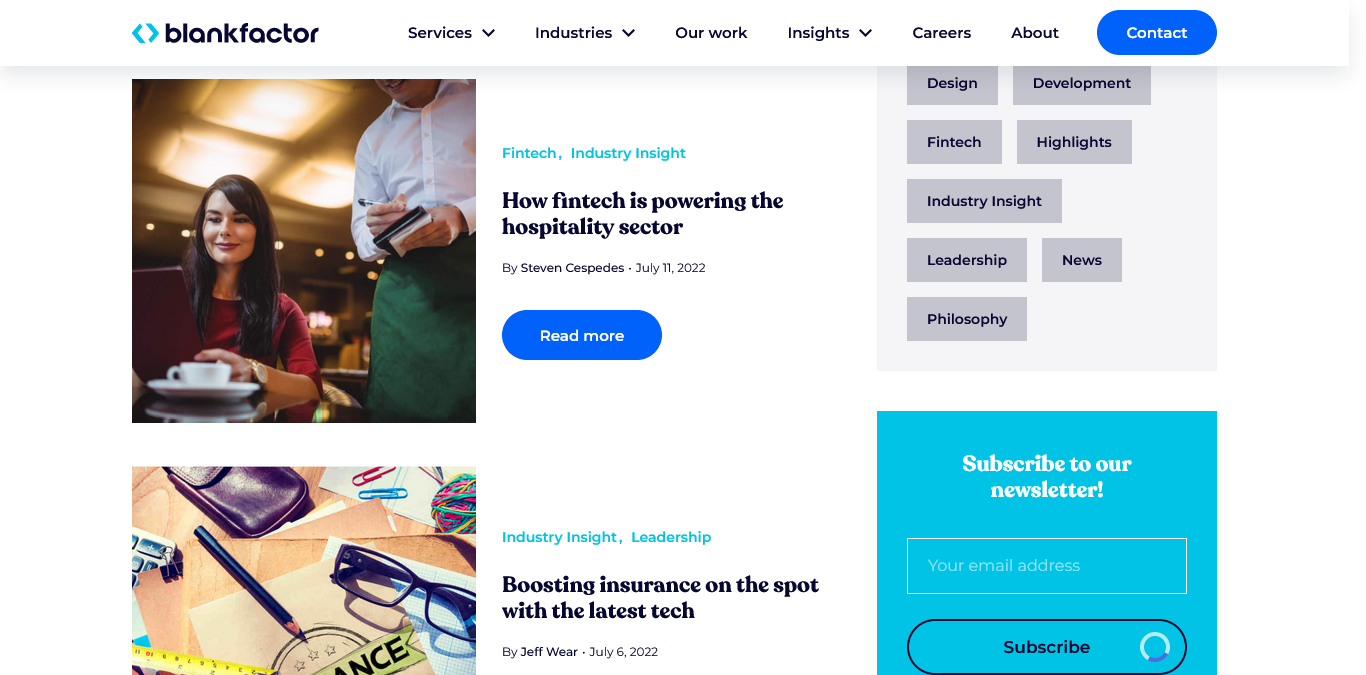 blankfactor
Services
Industries
Our work
Insights
Careers
About
Contact
Fintech, Industry Insight
How fintech is powering the
hospitality sector
By Steven Cespedes · July 11, 2022
Read more
Industry Insight, Leadership
Boosting insurance on the spot
with the latest tech
By Jeff Wear · July 6, 2022
Design
Development
Fintech
Highlights
Industry Insight
Leadership
News
Philosophy
Subscribe to our
newsletter!
Your email address
Subscribe